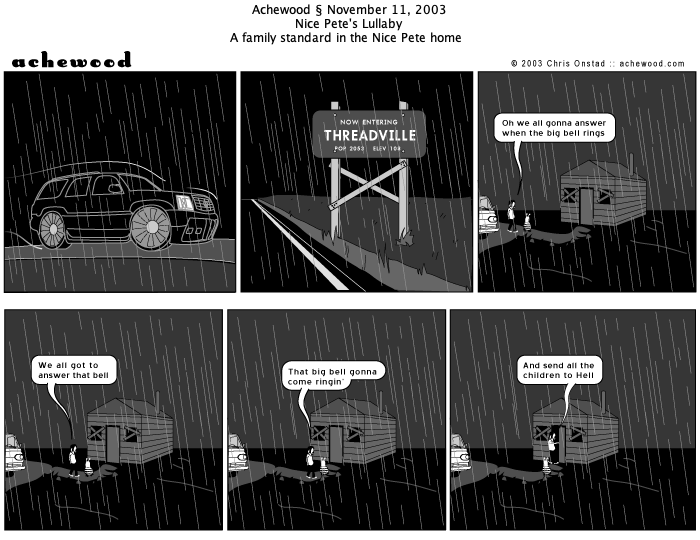 Achewood § November 11, 2003
Nice Pete's Lullaby
A family standard in the Nice Pete home
achewood
© 2003 Chris Onstad :: achewood.com
NOW ENTERING
THREADVILLE
POP 2053 ELEV 108
Oh we all gonna answer
when the big bell rings
We all got to
answer that bell
That big bell gonna
come ringin'
And send all the
children to Hell